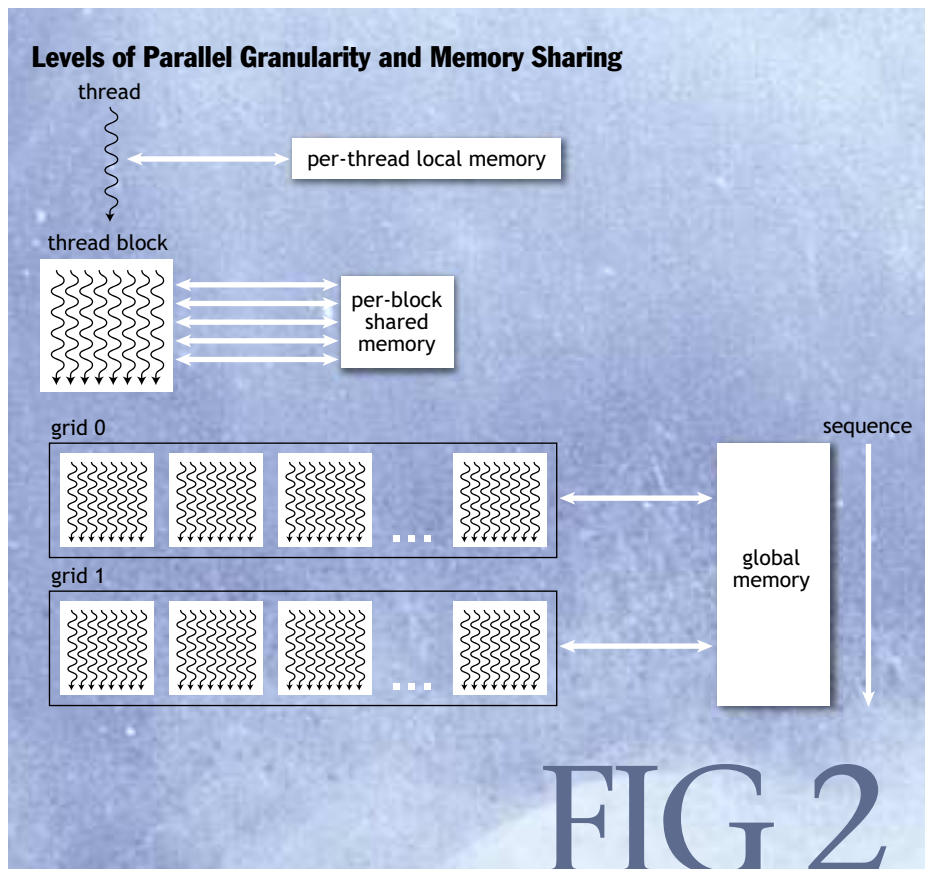 Levels of Parallel Granularity and Memory Sharing
thread
per-thread local memory
thread block
per-block
shared
memory
grid 0
sequence
global
memory
grid 1
FIG 2